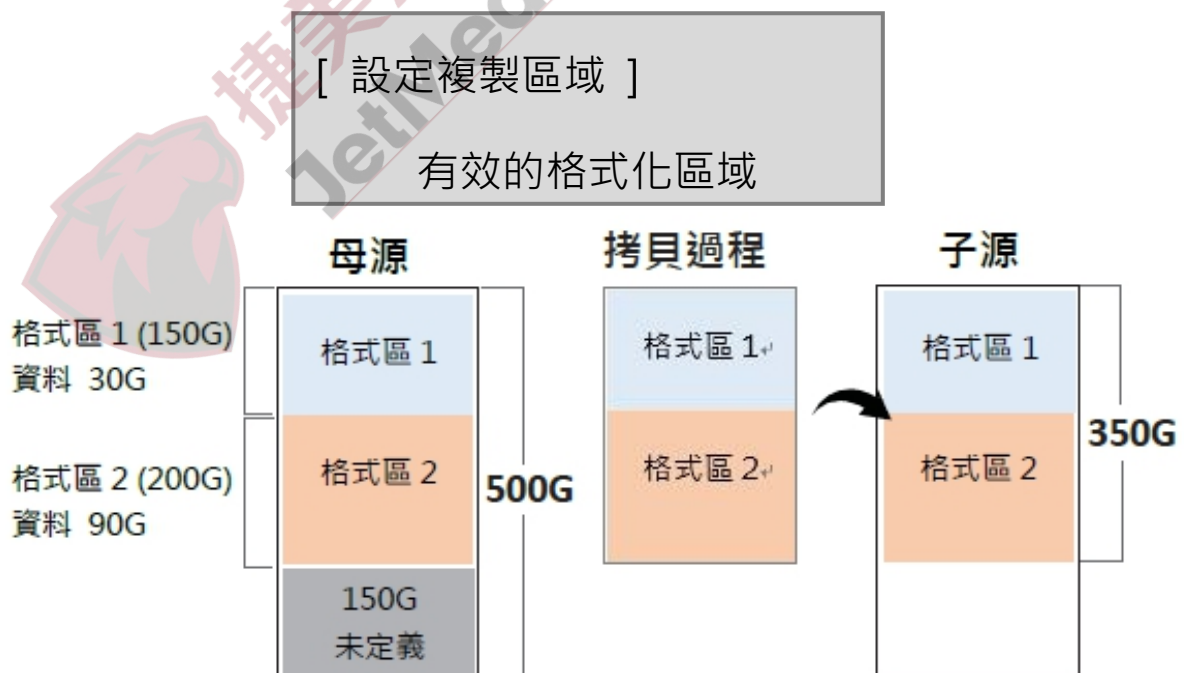 [ 設定複製區域 ]
有效的格式化區域
母源
拷貝過程
子源
格式區 1 (150G)
資料 30G
格式區 1
格式區 1
格式區 1
格式區 2 (200G)
資料 90G
格式區 2
500G
格式區 2
格式區 2
350G
150G
未定義
捷美
JetMed